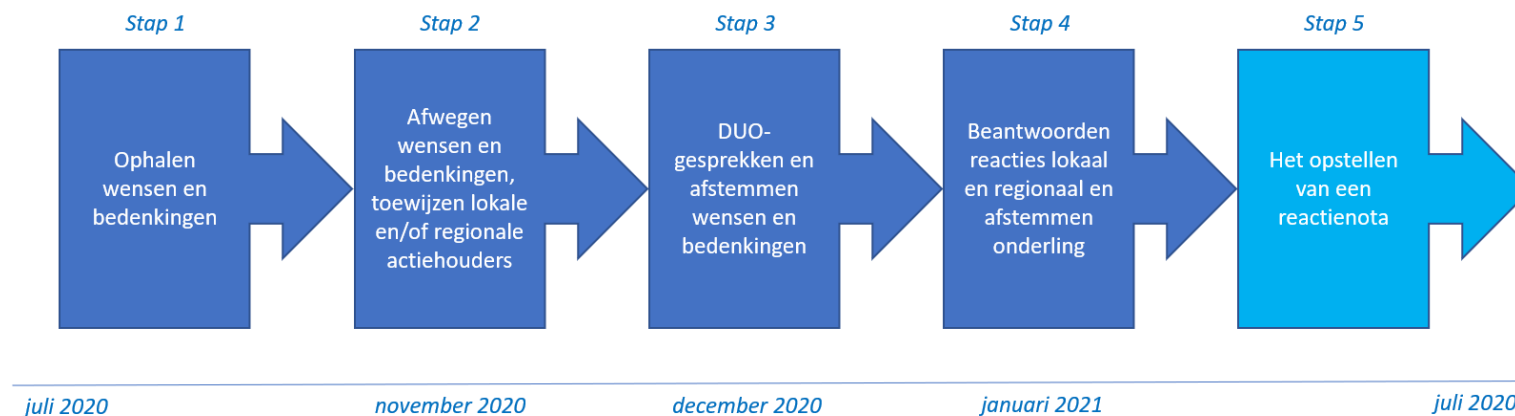 Stap 1
Stap 2
Stap 3
Stap 4
Stap 5
Ophalen
wensen en
bedenkingen
Afwegen
wensen en
bedenkingen,
toewijzen lokale
en/of regionale
actiehouders
DUO-
gesprekken en
afstemmen
wensen en
bedenkingen
Beantwoorden
reacties lokaal
en regionaal en
afstemmen
onderling
Het opstellen
van een
reactienota
juli 2020
november 2020
december 2020
januari 2021
juli 2020